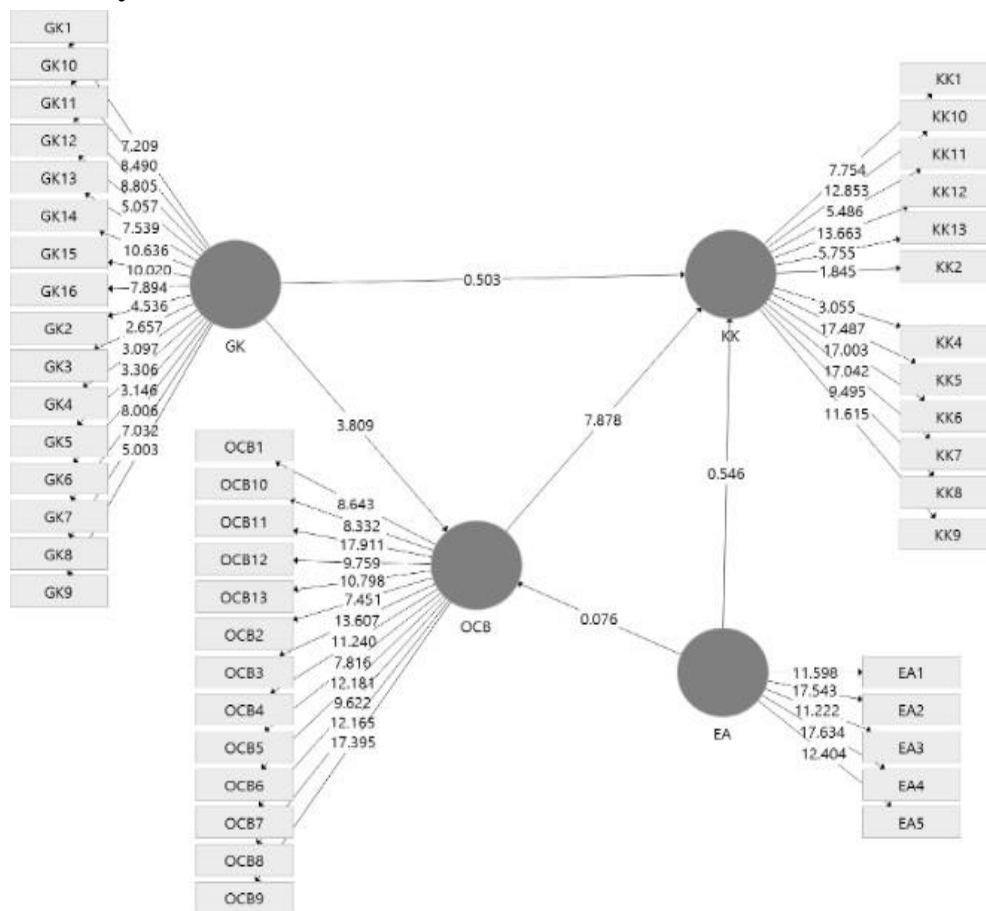 GK1
GK10
GK11
GK12
GK13
GK14
GK15
GK16
GK2
GK3
GK4
GK5
GK6
GK7
GK8
GK9
7.209
8.490
8.805
5.057
7.539
10.636
10.020
7.894
4.536
2.657
3.097
3.306
3.146
8.006
7.032
5.003
GK
0.503
3.809
KK1
KK10
KK11
KK12
KK13
KK2
KK4
KK5
KK6
KK7
KK8
KK9
7.754
12.853
5.486
13.663
5.755
1.845
3.055
17.487
17.003
17.042
9.495
11.615
KK
7.878
0.546
OCB1
OCB10
OCB11
OCB12
OCB13
OCB2
OCB3
OCB4
OCB5
OCB6
OCB7
OCB8
OCB9
8.643
8.332
17.911
9.759
10.798
7.451
13.607
11.240
7.816
12.181
9.622
12.165
17.395
OCB
0.076
EA
11.598
17.543
11.222
17.634
12.404
EA1
EA2
EA3
EA4
EA5